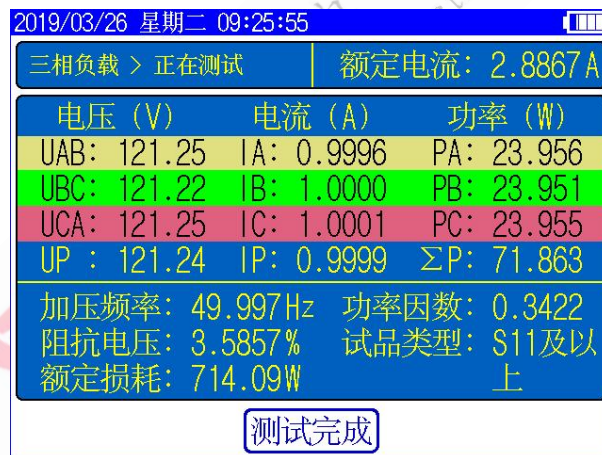 2019/03/26 星期二 09:25:55
三相负载 > 正在测试 额定电流: 2.8867A
电压 (V) 电流 (A) 功率 (W)
UAB: 121.25 IA: 0.9996 PA: 23.956
UBC: 121.22 IB: 1.0000 PB: 23.951
UCA: 121.25 IC: 1.0001 PC: 23.955
UP : 121.24 IP: 0.9999 ΣP: 71.863
加压频率: 49.997Hz 功率因数: 0.3422
阻抗电压: 3.5857% 试品类型: S11及以
额定损耗: 714.09W 上
测试完成